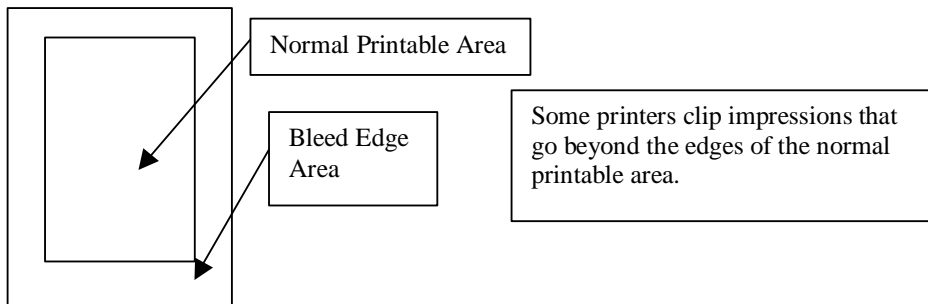 Normal Printable Area
Bleed Edge
Area
Some printers clip impressions that
go beyond the edges of the normal
printable area.